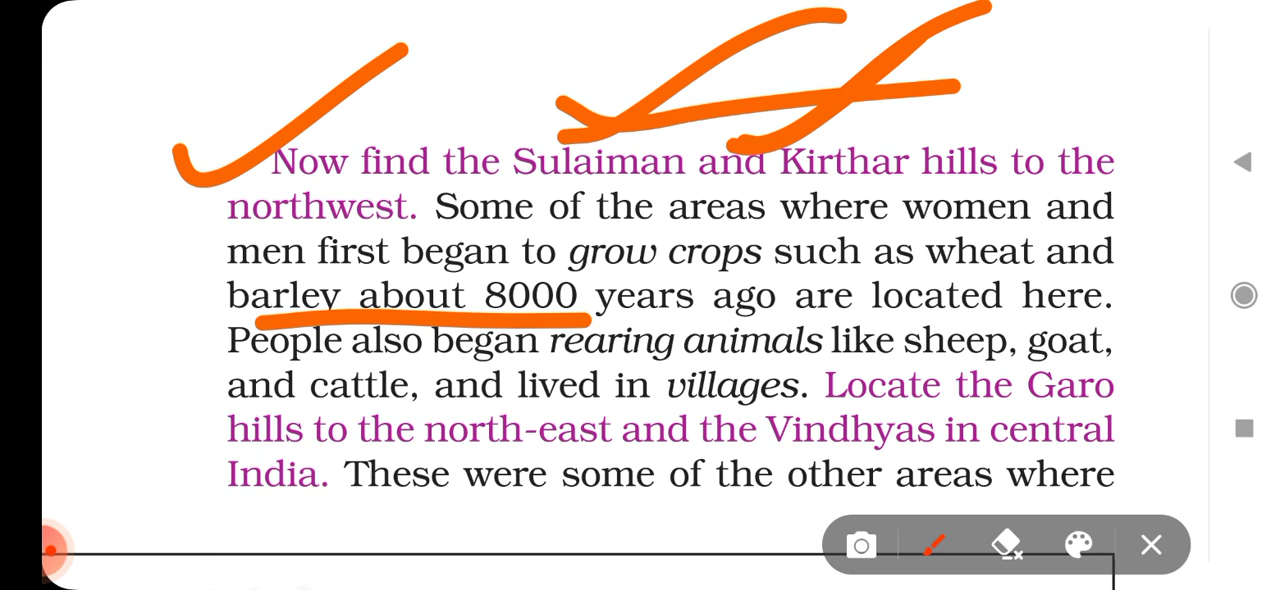 Now find the Sulaiman and Kirthar hills to the
northwest. Some of the areas where women and
men first began to grow crops such as wheat and
barley about 8000 years ago are located here.
People also began rearing animals like sheep, goat,
and cattle, and lived in villages. Locate the Garo
hills to the north-east and the Vindhyas in central
India. These were some of the other areas where